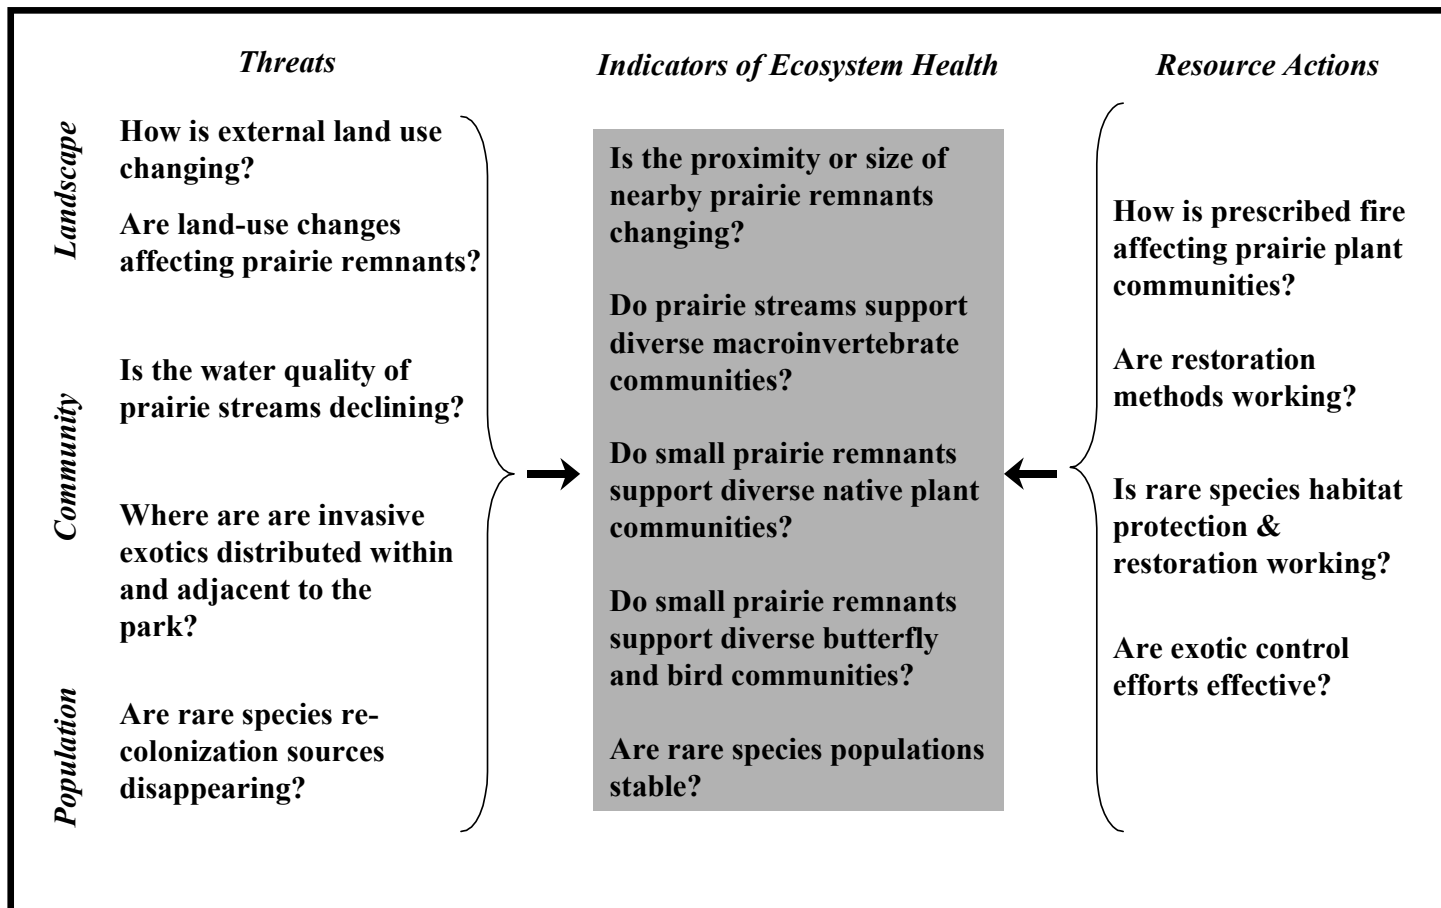 Threats
Indicators of Ecosystem Health
Resource Actions
Landscape
Community
Population
How is external land use
changing?
Are land-use changes
affecting prairie remnants?
Is the water quality of
prairie streams declining?
Where are are invasive
exotics distributed within
and adjacent to the
park?
Are rare species re-
colonization sources
disappearing?
Is the proximity or size of
nearby prairie remnants
changing?
Do prairie streams support
diverse macroinvertebrate
communities?
Do small prairie remnants
support diverse native plant
communities?
Do small prairie remnants
support diverse butterfly
and bird communities?
Are rare species populations
stable?
How is prescribed fire
affecting prairie plant
communities?
Are restoration
methods working?
Is rare species habitat
protection &
restoration working?
Are exotic control
efforts effective?